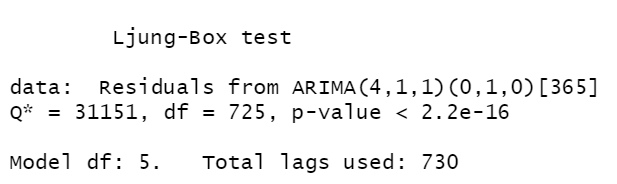 Ljung-Box test
data:  Residuals from ARIMA(4,1,1)(0,1,0)[365]
Q* = 31151, df = 725, p-value < 2.2e-16
Model df: 5.   Total lags used: 730